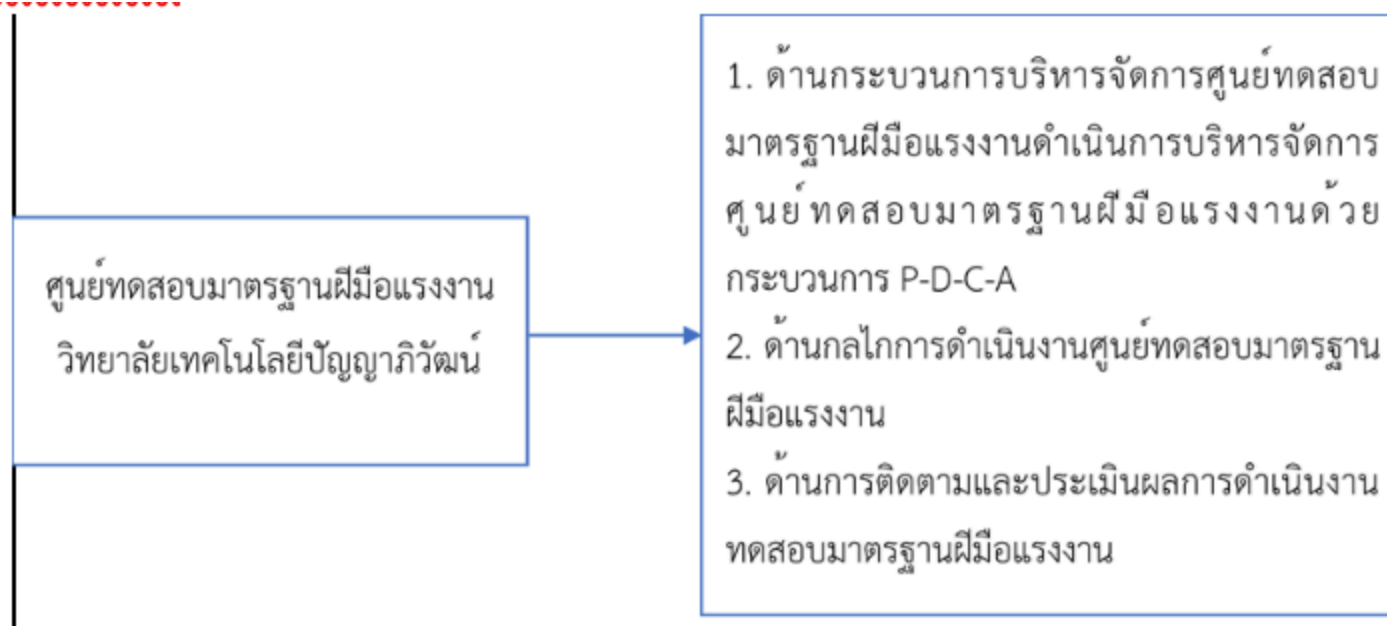 ศูนย์ทดสอบมาตรฐานฝีมือแรงงาน
วิทยาลัยเทคโนโลยีปัญญาภิวัฒน์
1. ด้านกระบวนการบริหารจัดการศูนย์ทดสอบ
มาตรฐานฝีมือแรงงานดำเนินการบริหารจัดการ
ศูนย์ทดสอบมาตรฐานฝีมือแรงงานด้วย
กระบวนการ P-D-C-A
2. ด้านกลไกการดำเนินงานศูนย์ทดสอบมาตรฐาน
ฝีมือแรงงาน
3. ด้านการติดตามและประเมินผลการดำเนินงาน
ทดสอบมาตรฐานฝีมือแรงงาน